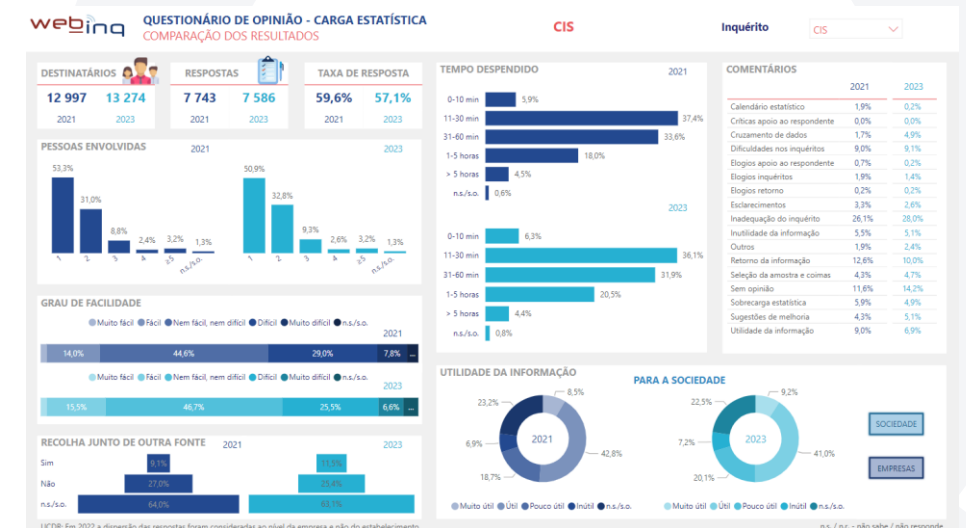 webinq
QUESTIONÁRIO DE OPINIÃO - CARGA ESTATÍSTICA
COMPARAÇÃO DOS RESULTADOS
CIS
Inquérito
CIS
DESTINATÁRIOS
12 997 13 274
2021 2023
RESPOSTAS
7 743 7 586
2021 2023
TAXA DE RESPOSTA
59,6% 57,1%
2021 2023
PESSOAS ENVOLVIDAS
2021
2023
53,3%
31,0%
8,8%
2,4%
3,2%
1,3%
1 2 3 4 ≥5 n.s./s.o.
50,9%
32,8%
9,3%
2,6%
3,2%
1,3%
1 2 3 4 ≥5 n.s./s.o.
GRAU DE FACILIDADE
Muito fácil Fácil Nem fácil, nem difícil Difícil Muito difícil n.s./s.o.
2021
14,0% 44,6% 29,0% 7,8% ...
Muito fácil Fácil Nem fácil, nem difícil Difícil Muito difícil n.s./s.o.
2023
15,5% 46,7% 25,5% 6,6% ...
RECOLHA JUNTO DE OUTRA FONTE
2021
2023
Sim 9,1% 11,5%
Não 27,0% 25,4%
n.s./s.o. 64,0% 63,1%
UCDR: Em 2022 a dispersão das respostas foram consideradas ao nível da empresa e não do estabelecimento
TEMPO DESPENDIDO
2021
0-10 min 5,9%
11-30 min 37,4%
31-60 min 33,6%
1-5 horas 18,0%
> 5 horas 4,5%
n.s./s.o. 0,6%
2023
0-10 min 6,3%
11-30 min 36,1%
31-60 min 31,9%
1-5 horas 20,5%
> 5 horas 4,4%
n.s./s.o. 0,8%
COMENTÁRIOS
2021 2023
Calendário estatístico 1,9% 0,2%
Críticas apoio ao respondente 0,0% 0,0%
Cruzamento de dados 1,7% 4,9%
Dificuldades nos inquéritos 9,0% 9,1%
Elogios apoio ao respondente 0,7% 0,2%
Elogios inquéritos 1,9% 1,4%
Elogios retorno 0,2% 0,2%
Esclarecimentos 3,3% 2,6%
Inadequação do inquérito 26,1% 28,0%
Inutilidade da informação 5,5% 5,1%
Outros 1,9% 2,4%
Retorno da informação 12,6% 10,0%
Seleção da amostra e coimas 4,3% 4,7%
Sem opinião 11,6% 14,2%
Sobrecarga estatística 5,9% 4,9%
Sugestões de melhoria 4,3% 5,1%
Utilidade da informação 9,0% 6,9%
UTILIDADE DA INFORMAÇÃO
PARA A SOCIEDADE
8,5%
23,2%
2021
6,9%
42,8%
18,7%
Muito útil Útil Pouco útil Inútil n.s./s.o.
9,2%
22,5%
2023
7,2%
41,0%
20,1%
Muito útil Útil Pouco útil Inútil n.s./s.o.
SOCIEDADE
EMPRESAS
n.s. / n.r. - não sabe / não responde